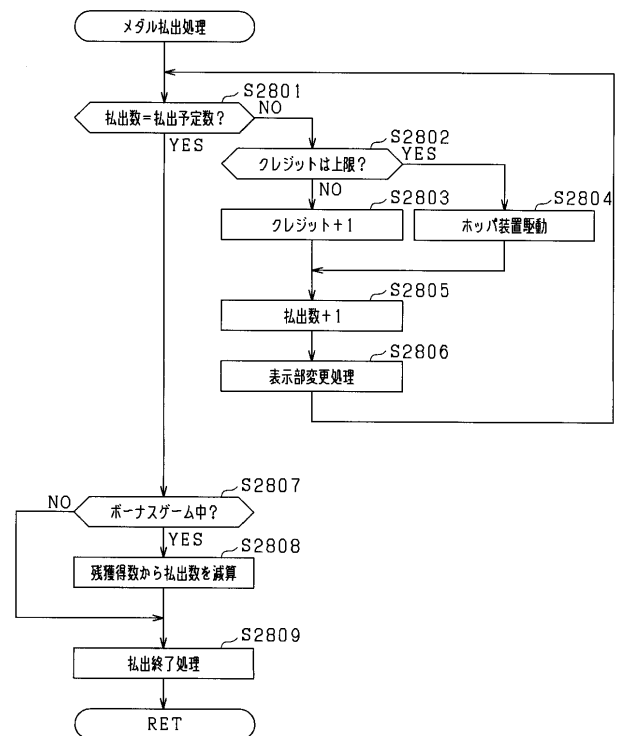 メダル払出処理
S2801
払出数=払出予定数?
NO
YES
S2802
クレジットは上限?
YES
NO
S2803
クレジット+1
S2804
ホッパ装置駆動
S2805
払出数+1
S2806
表示部変更処理
S2807
NO
ボーナスゲーム中?
YES
S2808
残獲得数から払出数を減算
S2809
払出終了処理
RET